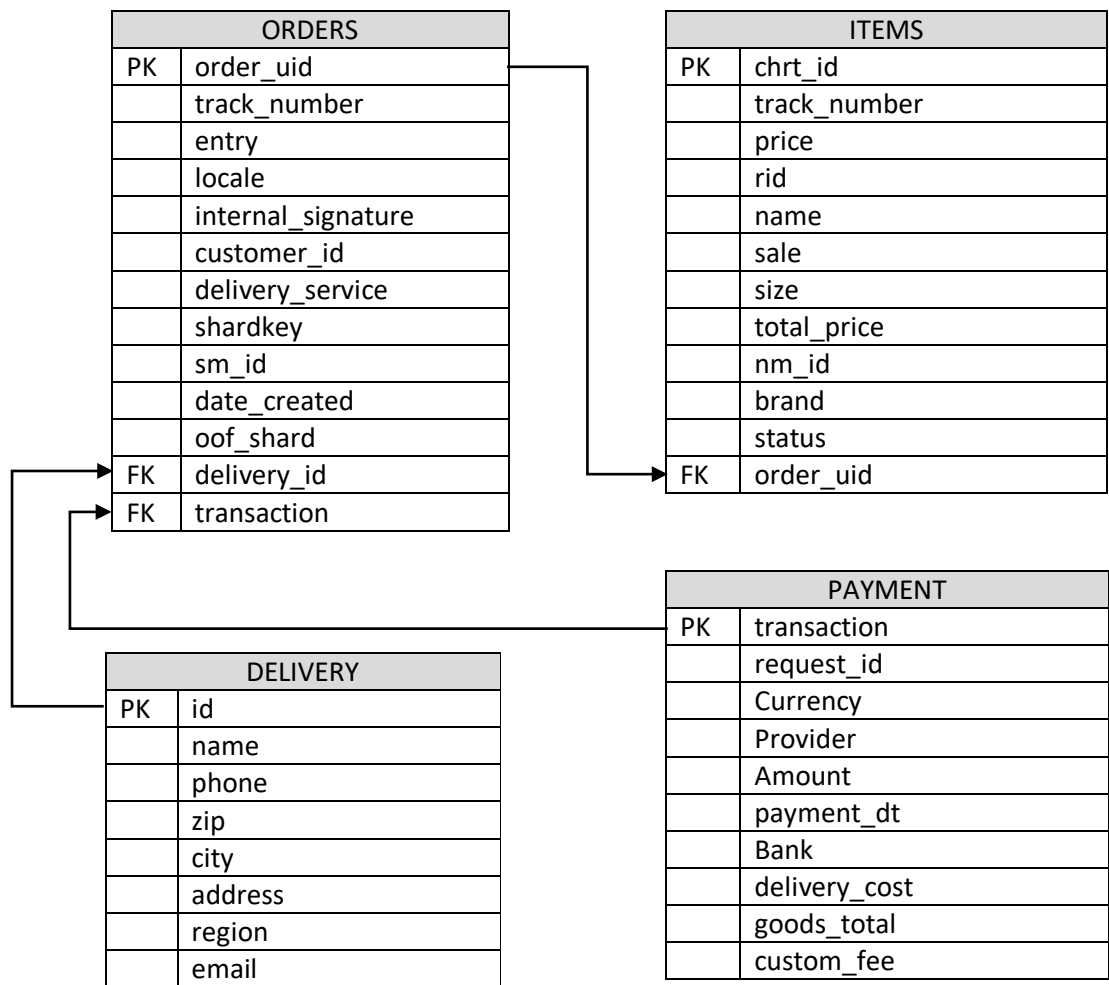 ORDERS
PK order_uid
track_number
entry
locale
internal_signature
customer_id
delivery_service
shardkey
sm_id
date_created
oof_shard
FK delivery_id
FK transaction
ITEMS
PK chrt_id
track_number
price
rid
name
sale
size
total_price
nm_id
brand
status
FK order_uid
DELIVERY
PK id
name
phone
zip
city
address
region
email
PAYMENT
PK transaction
request_id
Currency
Provider
Amount
payment_dt
Bank
delivery_cost
goods_total
custom_fee